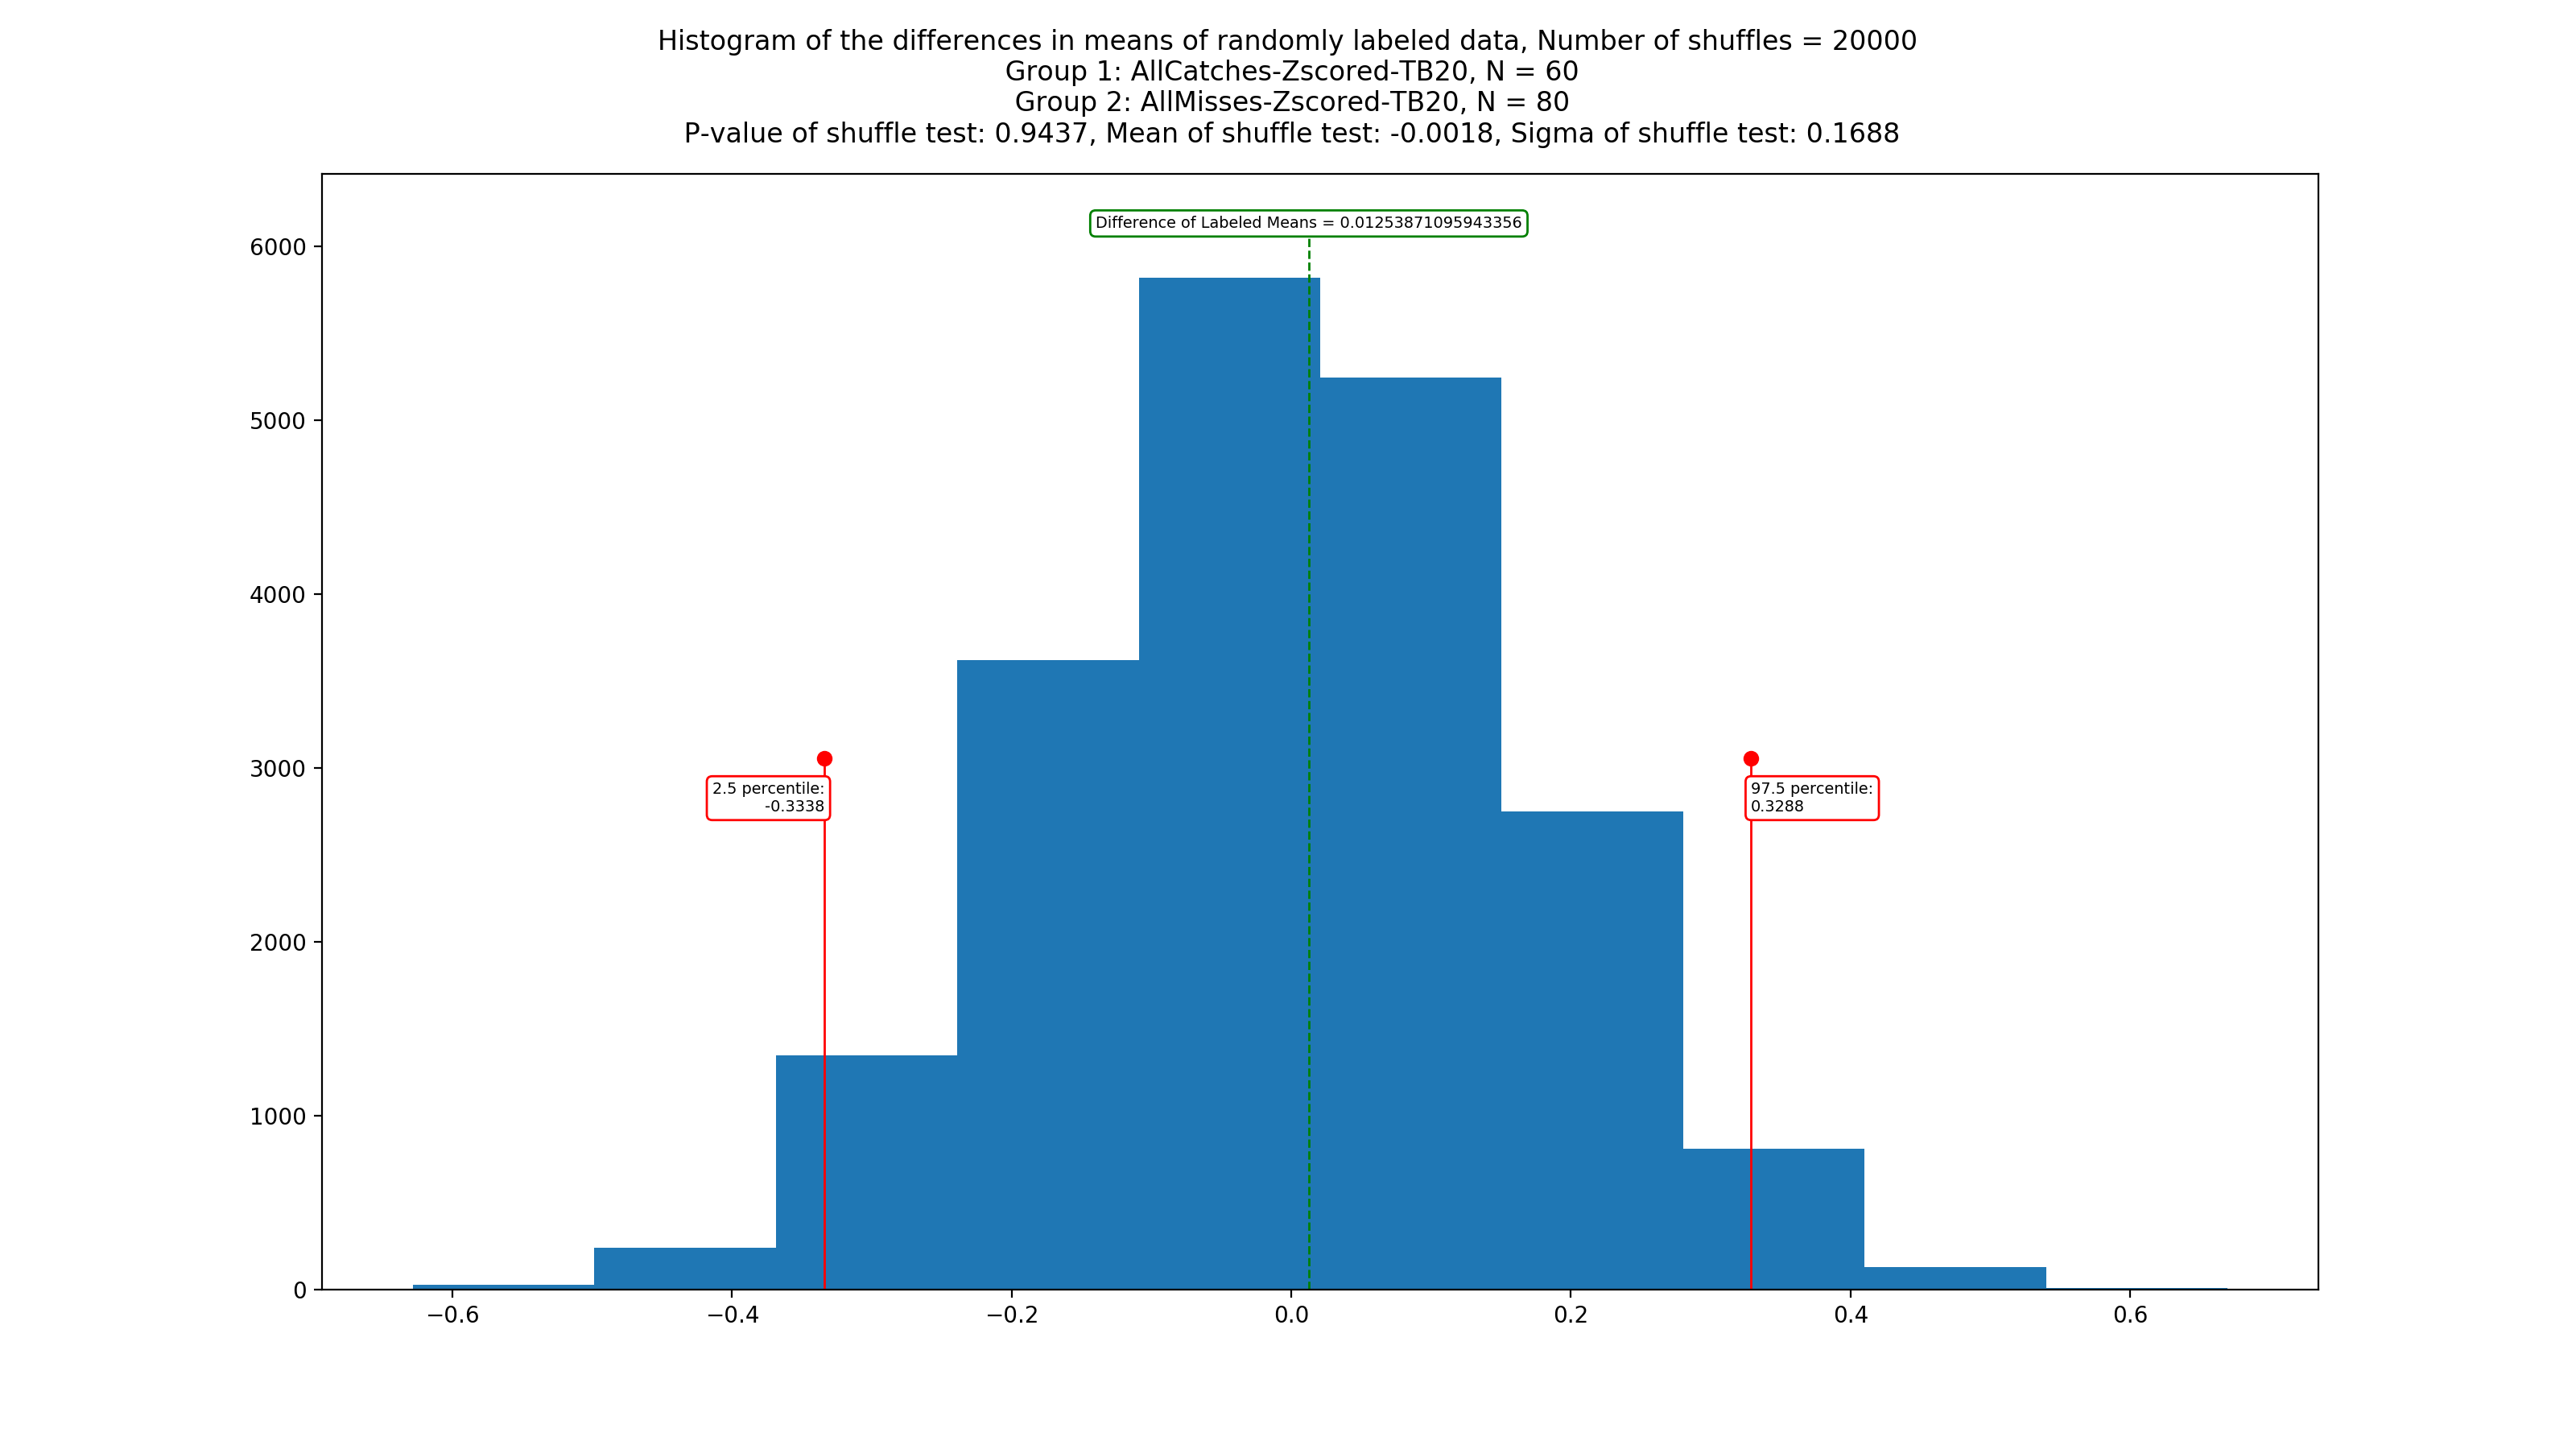 Histogram of the differences in means of randomly labeled data, Number of shuffles = 20000
Group 1: AllCatches-Zscored-TB20, N = 60
Group 2: AllMisses-Zscored-TB20, N = 80
P-value of shuffle test: 0.9437, Mean of shuffle test: -0.0018, Sigma of shuffle test: 0.1688
Difference of Labeled Means = 0.01253871095943356
6000
5000
4000
3000
2.5 percentile:
-0.3338
97.5 percentile:
0.3288
2000
1000
0
−0.6
−0.4
−0.2
0.0
0.2
0.4
0.6